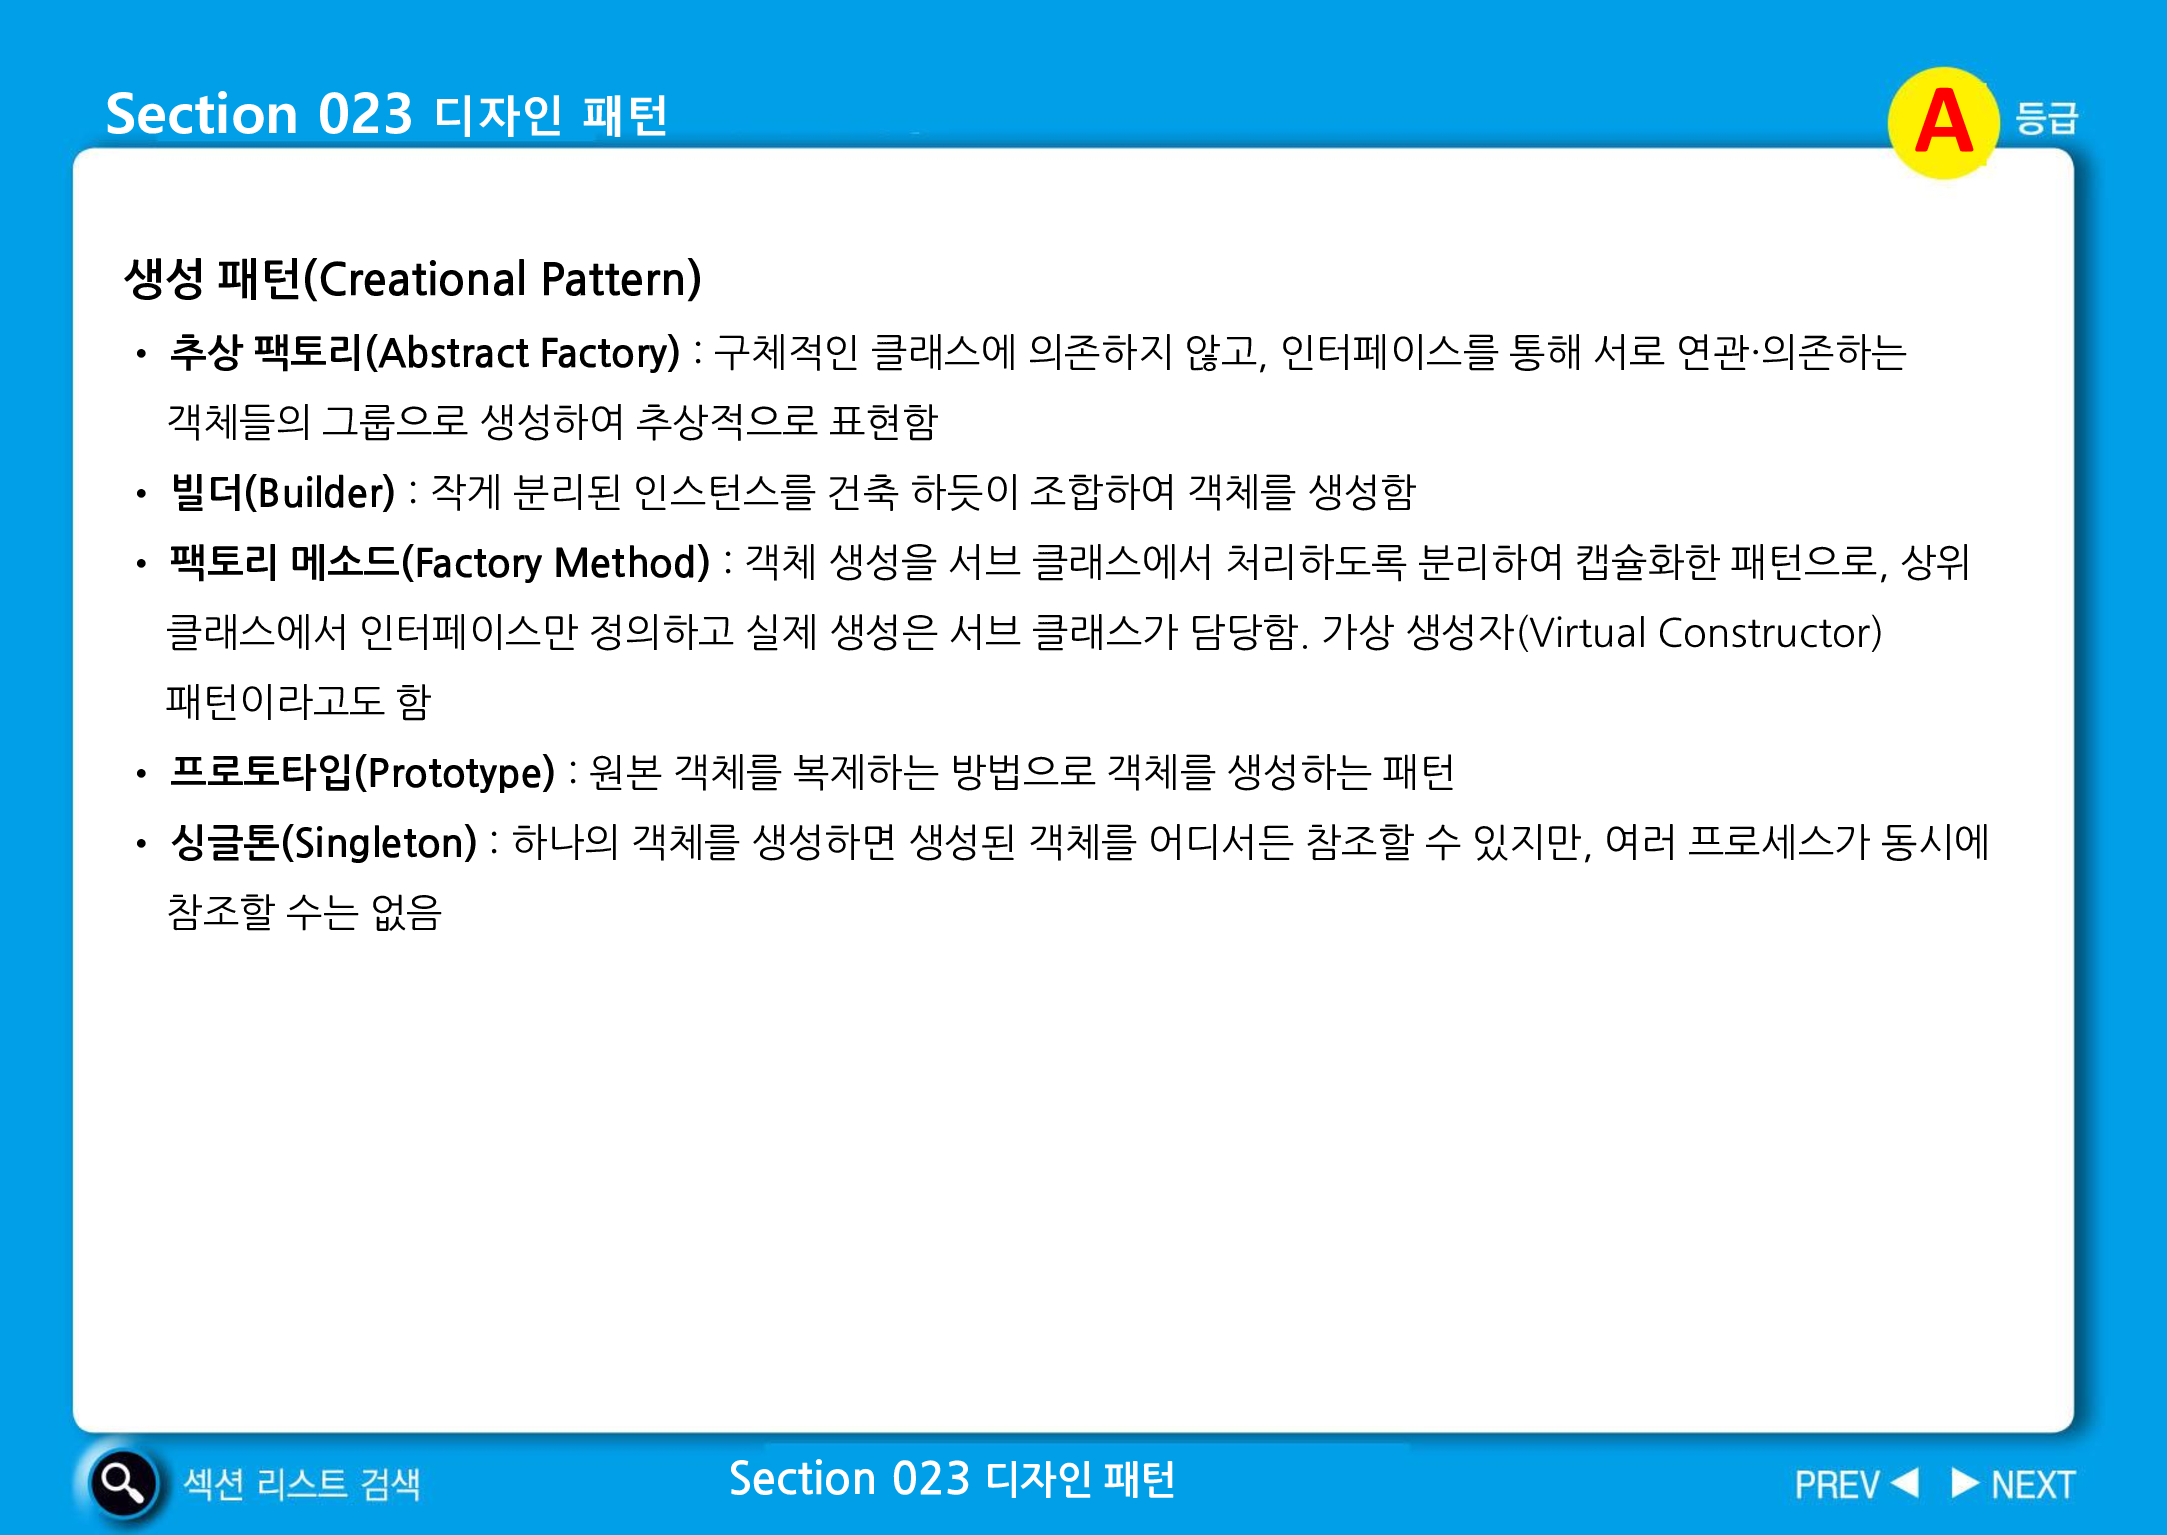 Section 023 디자인 패턴
A 등급
생성 패턴(Creational Pattern)
• 추상 팩토리(Abstract Factory) : 구체적인 클래스에 의존하지 않고, 인터페이스를 통해 서로 연관·의존하는
객체들의 그룹으로 생성하여 추상적으로 표현함
• 빌더(Builder) : 작게 분리된 인스턴스를 건축 하듯이 조합하여 객체를 생성함
• 팩토리 메소드(Factory Method) : 객체 생성을 서브 클래스에서 처리하도록 분리하여 캡슐화한 패턴으로, 상위
클래스에서 인터페이스만 정의하고 실제 생성은 서브 클래스가 담당함. 가상 생성자(Virtual Constructor)
패턴이라고도 함
• 프로토타입(Prototype) : 원본 객체를 복제하는 방법으로 객체를 생성하는 패턴
• 싱글톤(Singleton) : 하나의 객체를 생성하면 생성된 객체를 어디서든 참조할 수 있지만, 여러 프로세스가 동시에
참조할 수는 없음
섹션 리스트 검색
Section 023 디자인 패턴
PREV ◀ ▶ NEXT